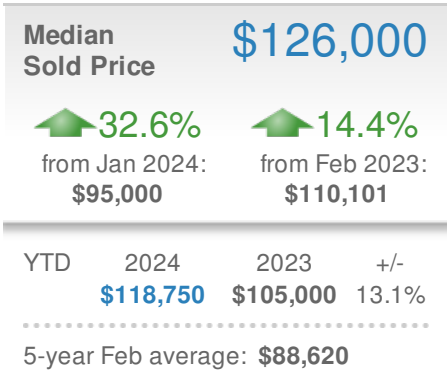 Median
Sold Price
$126,000
32.6%
from Jan 2024:
$95,000
14.4%
from Feb 2023:
$110,101
YTD 2024 2023 +/-
$118,750 $105,000 13.1%
5-year Feb average: $88,620